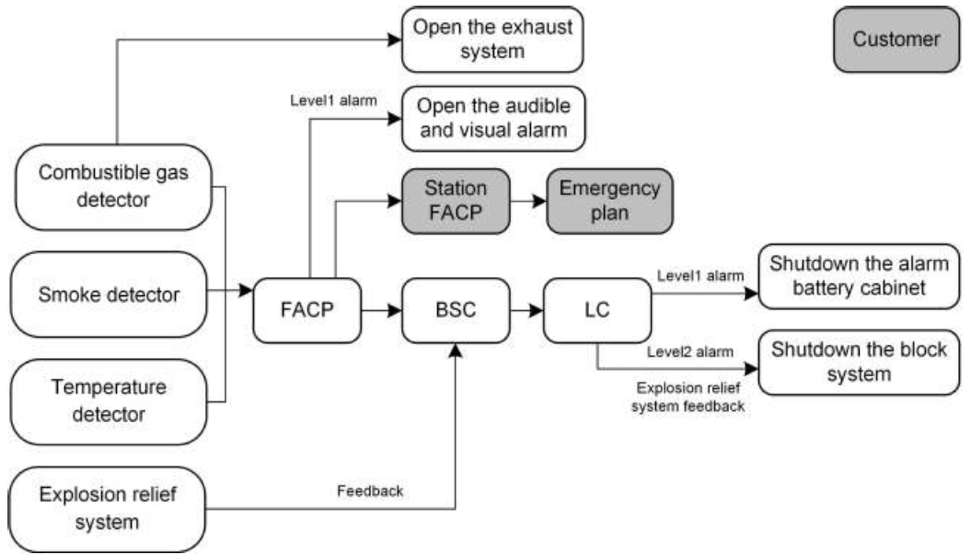 Open the exhaust
system
Customer
Level1 alarm
Open the audible
and visual alarm
Combustible gas
detector
Station
FACP
Emergency
plan
Smoke detector
FACP
BSC
LC
Level1 alarm
Shutdown the alarm
battery cabinet
Level2 alarm
Explosion relief
system feedback
Shutdown the block
system
Temperature
detector
Explosion relief
system
Feedback